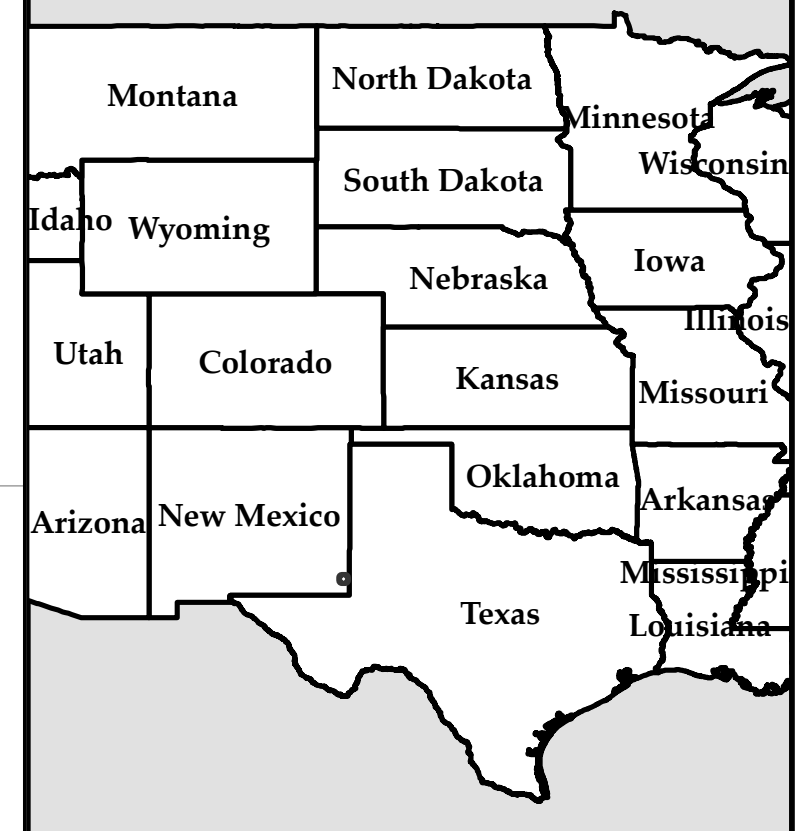 North Dakota
Montana
Minnesota
Wisconsin
South Dakota
Idaho
Wyoming
Iowa
Nebraska
Illinois
Utah
Colorado
Kansas
Missouri
Oklahoma
Arkansas
New Mexico
Arizona
Mississippi
Texas
Louisiana